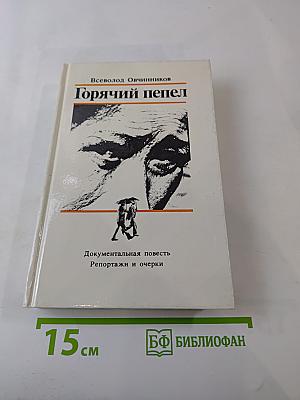 Всеволод Овчинников
Горячий пепел
Документальная повесть
Репортажи и очерки
15 см
БФ БИБЛИОФАН